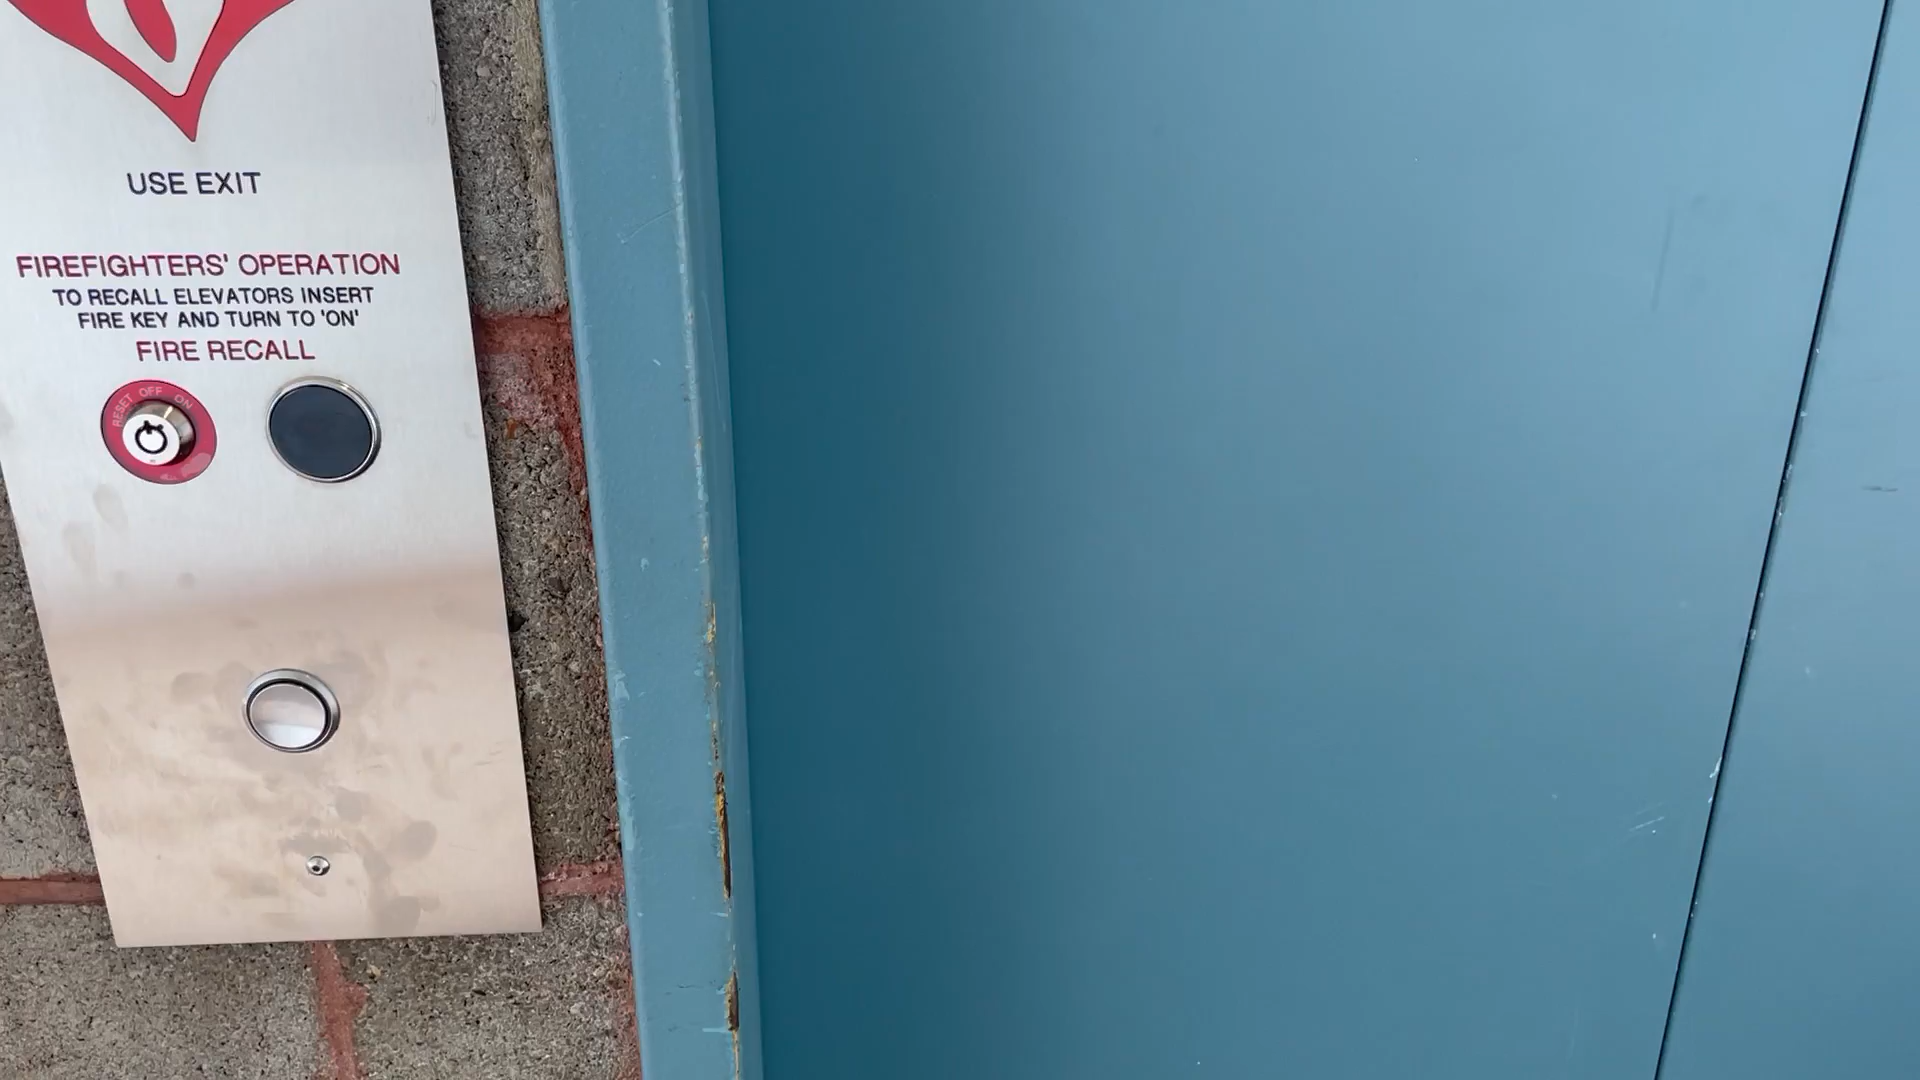 USE EXIT
FIREFIGHTERS' OPERATION
TO RECALL ELEVATORS INSERT
FIRE KEY AND TURN TO 'ON'
FIRE RECALL
RESET OFF ON